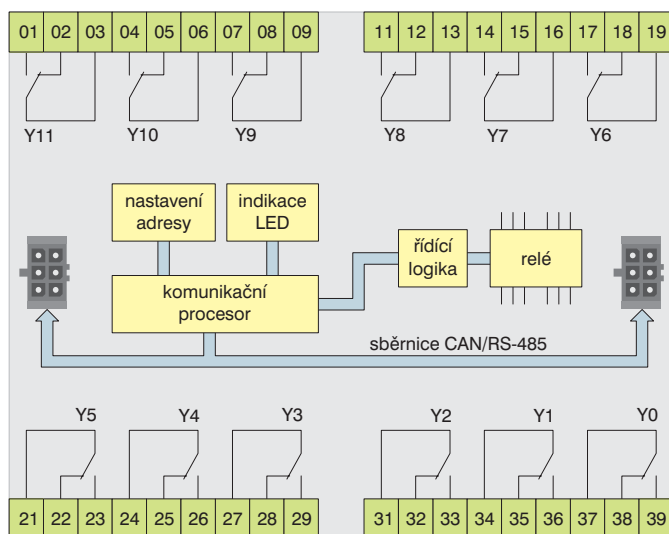 01 02 03 04 05 06 07 08 09 11 12 13 14 15 16 17 18 19
Y11 Y10 Y9 Y8 Y7 Y6
nastavení
adresy
indikace
LED
řídící
logika
relé
komunikační
procesor
sběrnice CAN/RS-485
Y5 Y4 Y3 Y2 Y1 Y0
21 22 23 24 25 26 27 28 29 31 32 33 34 35 36 37 38 39